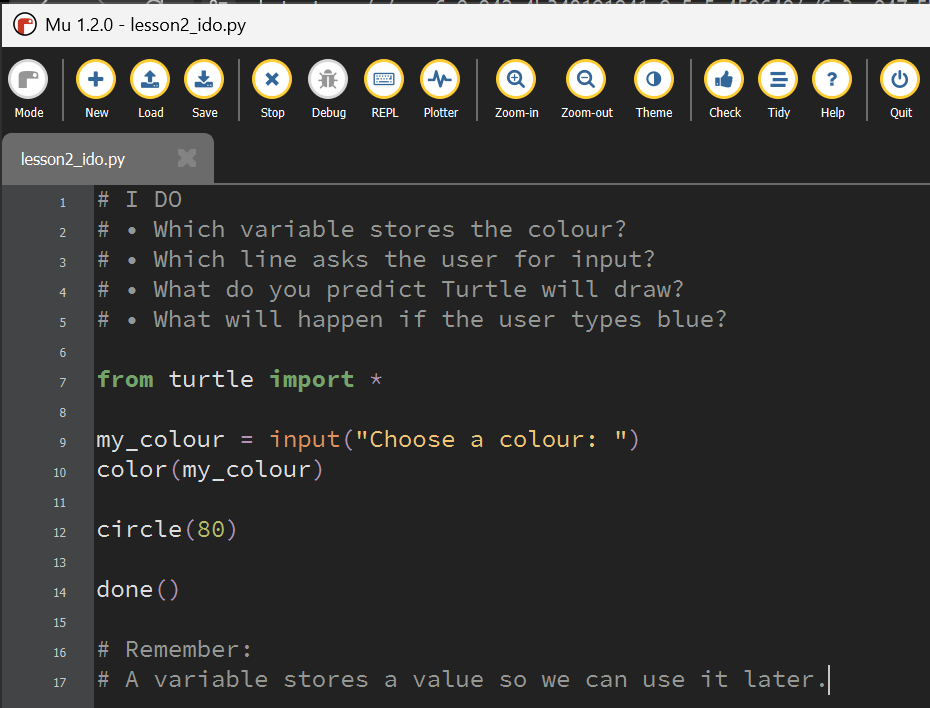 Mu 1.2.0 - lesson2_ido.py
Mode New Load Save Stop Debug REPL Plotter Zoom-in Zoom-out Theme Check Tidy Help Quit
lesson2_ido.py
1 # I DO
2 # • Which variable stores the colour?
3 # • Which line asks the user for input?
4 # • What do you predict Turtle will draw?
5 # • What will happen if the user types blue?
6
7 from turtle import *
8
9 my_colour = input("Choose a colour: ")
10 color(my_colour)
11
12 circle(80)
13
14 done()
15
16 # Remember:
17 # A variable stores a value so we can use it later.